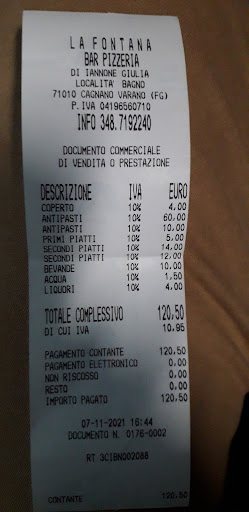 LA FONTANA
BAR PIZZERIA
DI IANNONE GIULIA
LOCALITA' BAGNO
71010 CAGNANO VARANO (FG)
P.IVA 04196560710
INFO 348.7192240
DOCUMENTO COMMERCIALE
DI VENDITA O PRESTAZIONE
DESCRIZIONE IVA EURO
COPERTO 10% 4,00
ANTIPASTI 10% 60,00
ANTIPASTI 10% 10,00
PRIMI PIATTI 10% 5,00
SECONDI PIATTI 10% 14,00
SECONDI PIATTI 10% 12,00
BEVANDE 10% 10,00
ACQUA 10% 1,50
LIQUORI 10% 4,00
TOTALE COMPLESSIVO 120,50
DI CUI IVA 10,95
PAGAMENTO CONTANTE 120,50
PAGAMENTO ELETTRONICO 0,00
NON RISCOSSO 0,00
RESTO 0,00
IMPORTO PAGATO 120,50
07-11-2021 16:44
DOCUMENTO N. 0176-0002
RT 3CIBN002088
CONTANTE 120,50